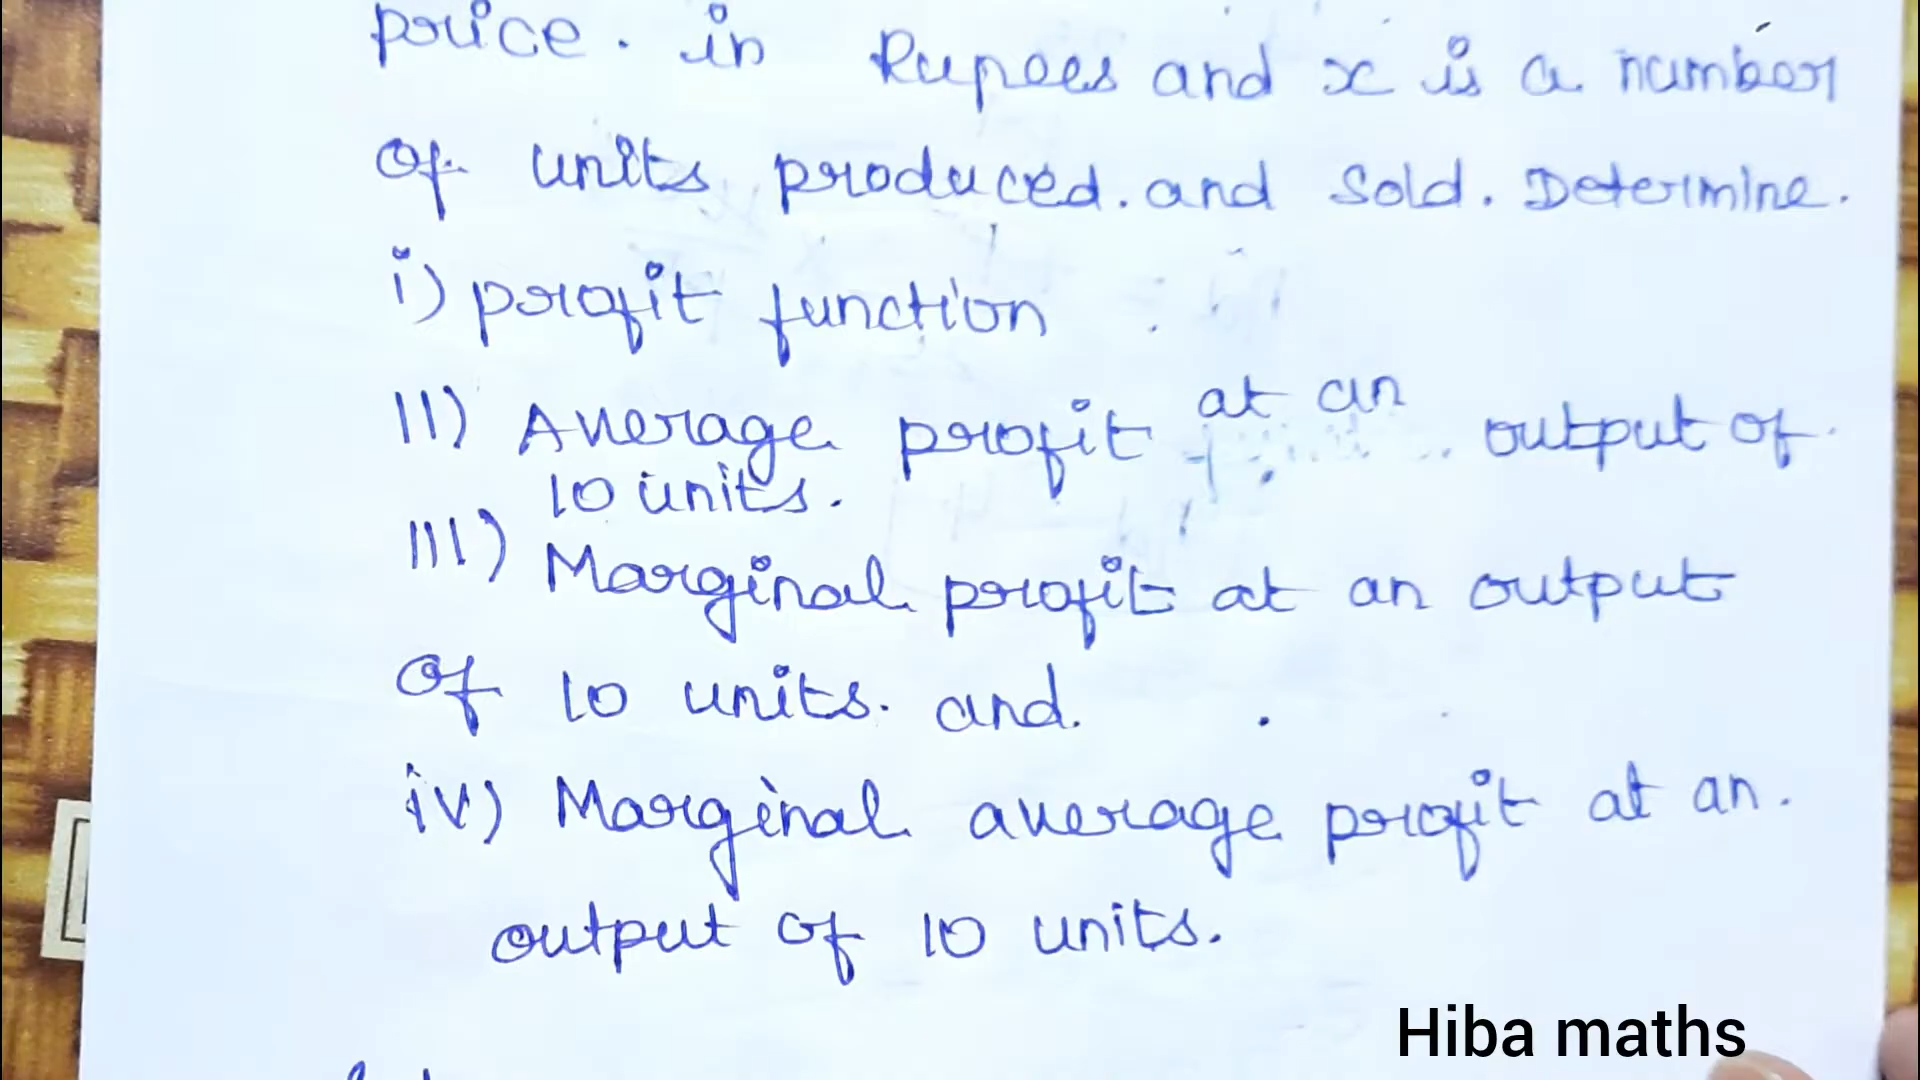 price. in Rupees and x is a number
of units produced. and sold. Determine.
i) profit function
II) Average profit at an output of
10 units.
III) Marginal profit at an output
of 10 units. and.
iv) Marginal average profit at an.
output of 10 units.
Hiba maths